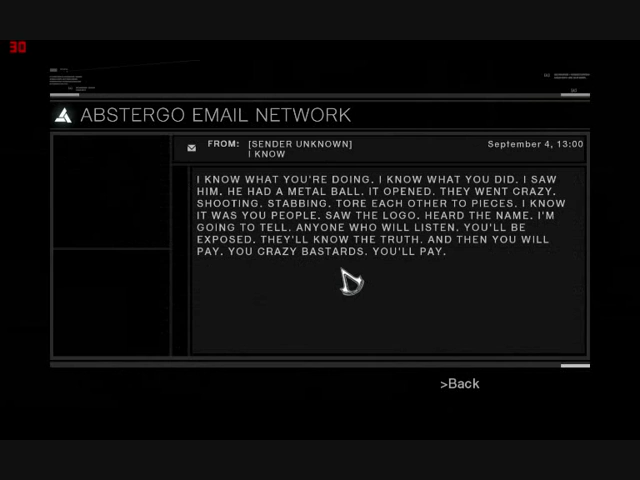 30
ABSTERGO EMAIL NETWORK
FROM: [SENDER UNKNOWN] September 4, 13:00
I KNOW
I KNOW WHAT YOU'RE DOING. I KNOW WHAT YOU DID. I SAW
HIM. HE HAD A METAL BALL. IT OPENED. THEY WENT CRAZY.
SHOOTING. STABBING. TORE EACH OTHER TO PIECES. I KNOW
IT WAS YOU PEOPLE. SAW THE LOGO. HEARD THE NAME. I'M
GOING TO TELL. ANYONE WHO WILL LISTEN. YOU'LL BE
EXPOSED. THEY'LL KNOW THE TRUTH. AND THEN YOU WILL
PAY. YOU CRAZY BASTARDS. YOU'LL PAY.
>Back